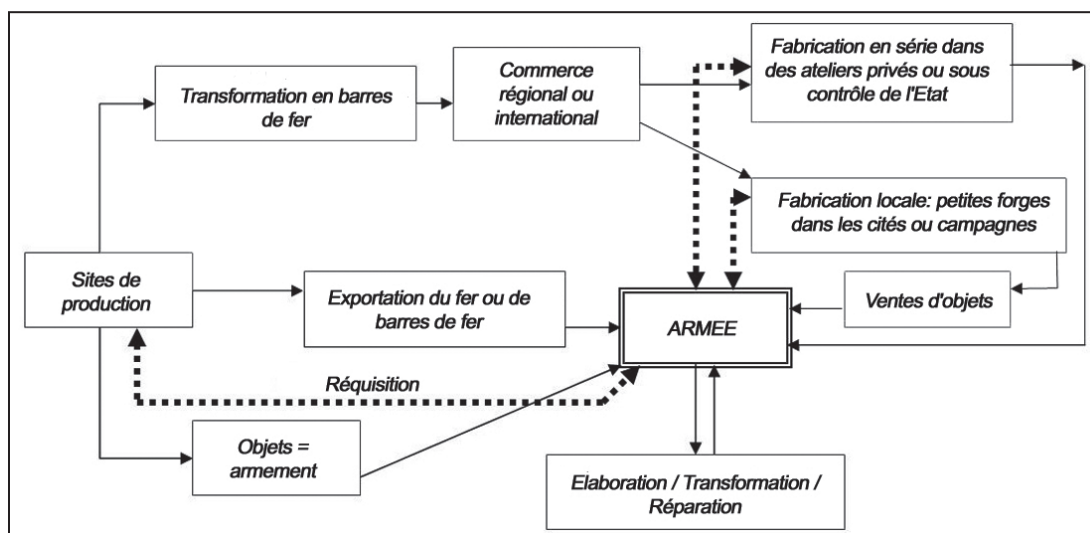 Fabrication en série dans
des ateliers privés ou sous
contrôle de l'Etat
Commerce
régional ou
international
Transformation en barres
de fer
Fabrication locale: petites forges
dans les cités ou campagnes
Sites de
production
Exportation du fer ou de
barres de fer
ARMEE
Ventes d'objets
Réquisition
Objets =
armement
Elaboration / Transformation /
Réparation